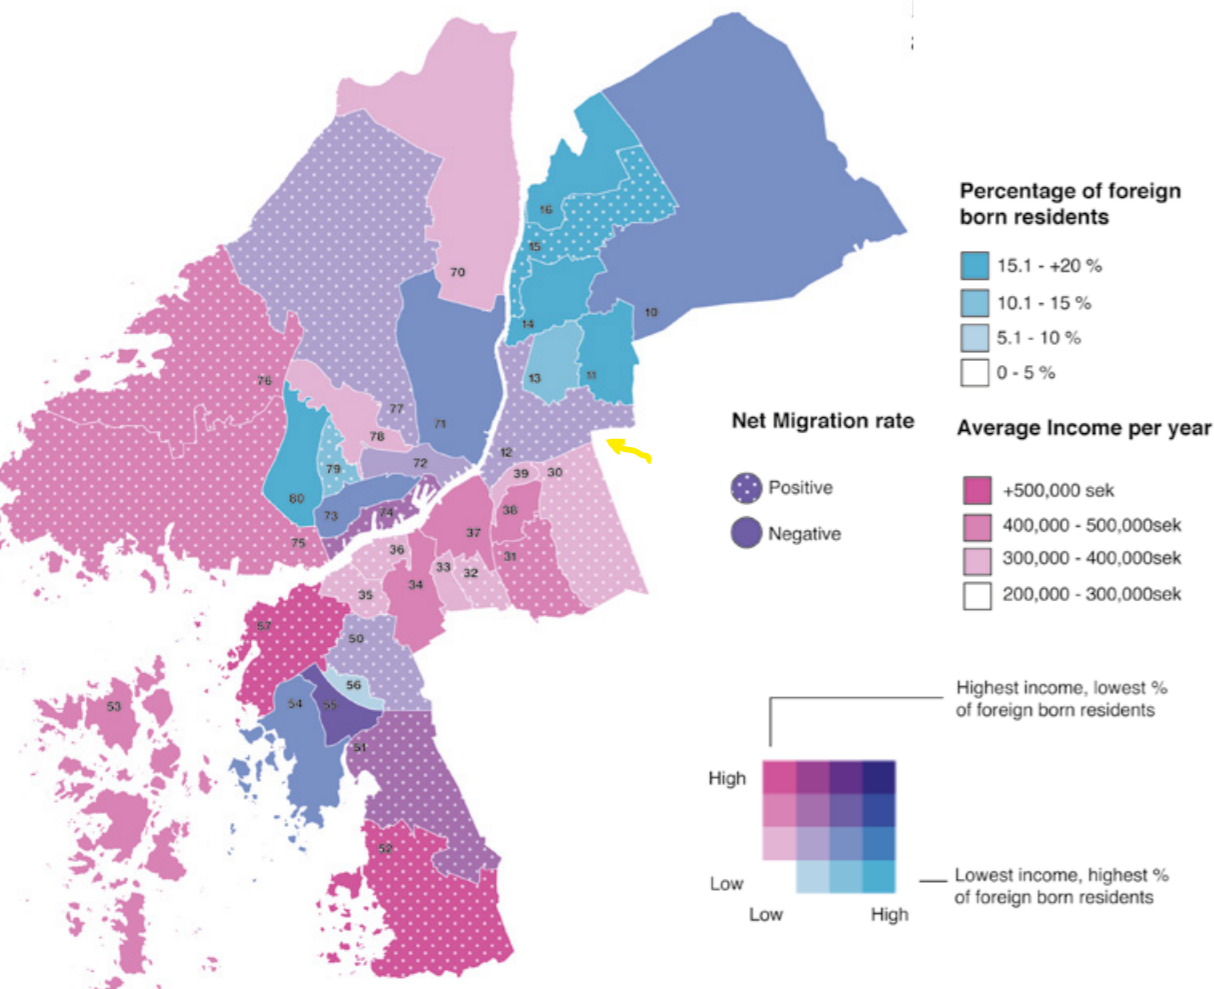 16
15
70
10
14
76
13
11
77
71
78
12
72
79
39
30
80
73
74
38
37
75
36
31
33
32
34
35
57
50
56
54
55
53
51
52
Percentage of foreign
born residents
15.1 - +20 %
10.1 - 15 %
5.1 - 10 %
0 - 5 %
Net Migration rate
Positive
Negative
Average Income per year
+500,000 sek
400,000 - 500,000sek
300,000 - 400,000sek
200,000 - 300,000sek
Highest income, lowest %
of foreign born residents
High
Low
Low
High
Lowest income, highest %
of foreign born residents